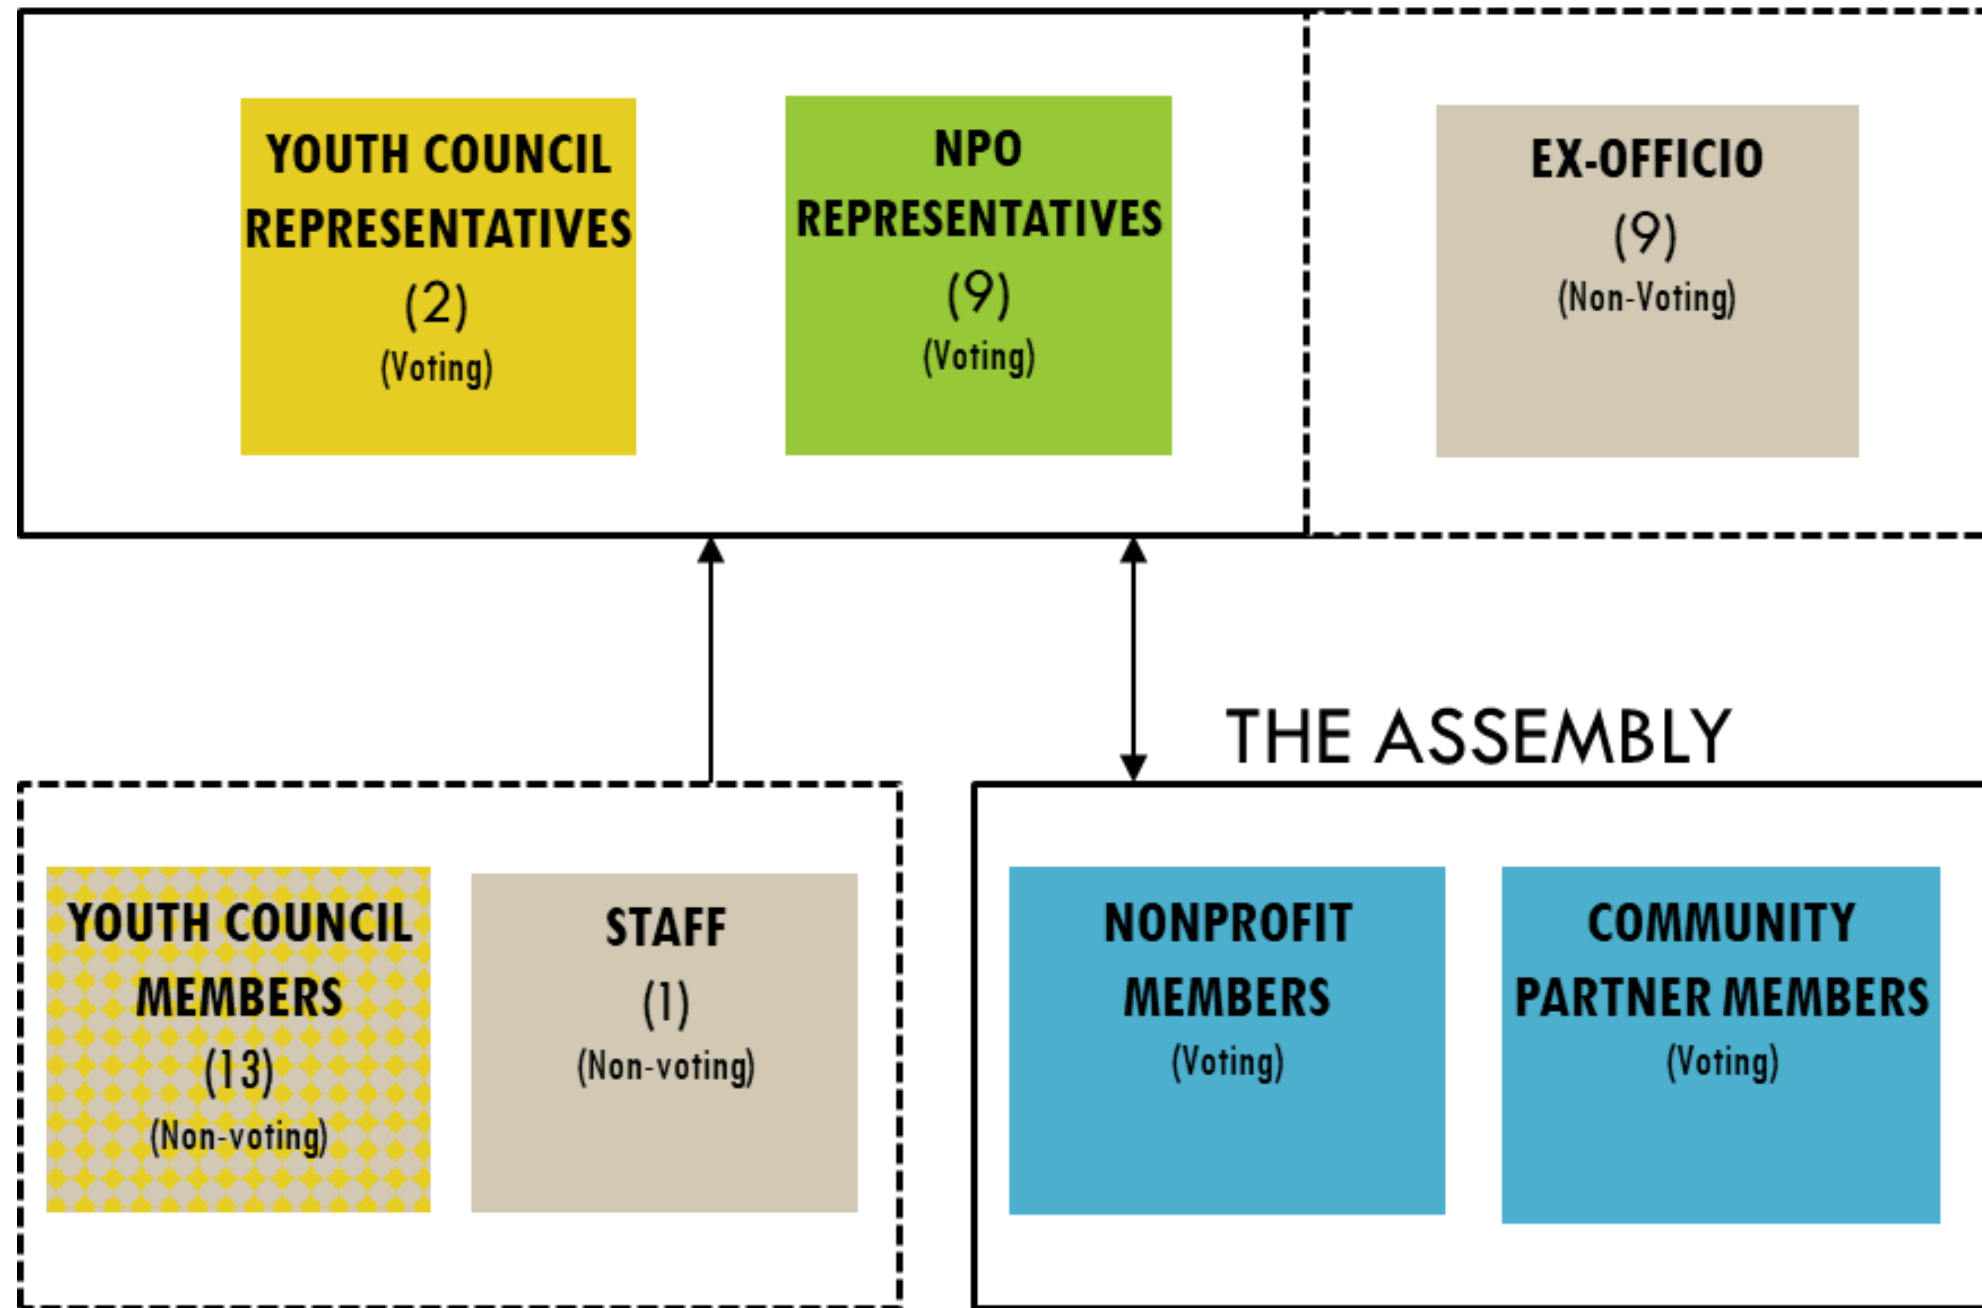 YOUTH COUNCIL
REPRESENTATIVES
(2)
(Voting)
NPO
REPRESENTATIVES
(9)
(Voting)
EX-OFFICIO
(9)
(Non-Voting)
THE ASSEMBLY
YOUTH COUNCIL
MEMBERS
(13)
(Non-voting)
STAFF
(1)
(Non-voting)
NONPROFIT
MEMBERS
(Voting)
COMMUNITY
PARTNER MEMBERS
(Voting)